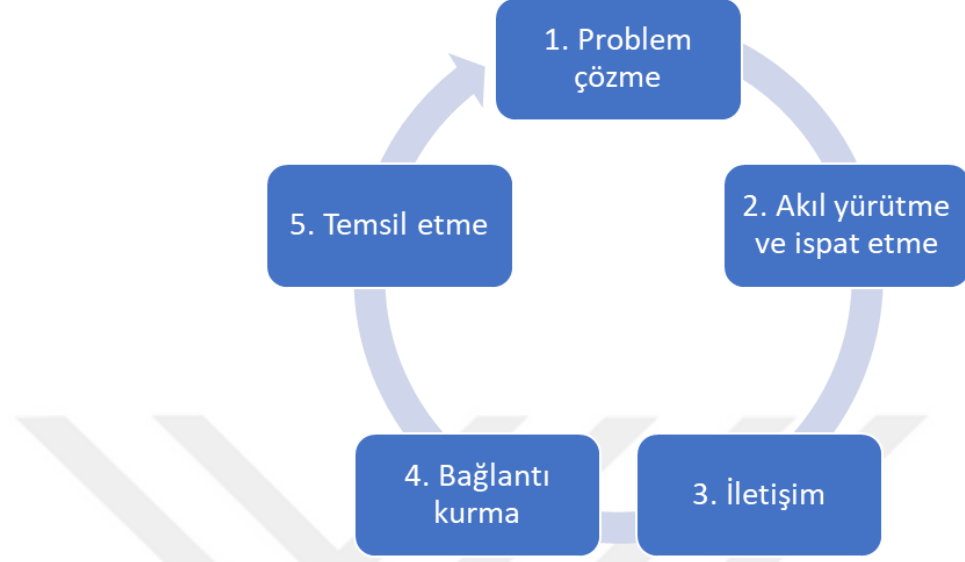 1. Problem
çözme
2. Akıl yürütme
ve ispat etme
3. İletişim
4. Bağlantı
kurma
5. Temsil etme